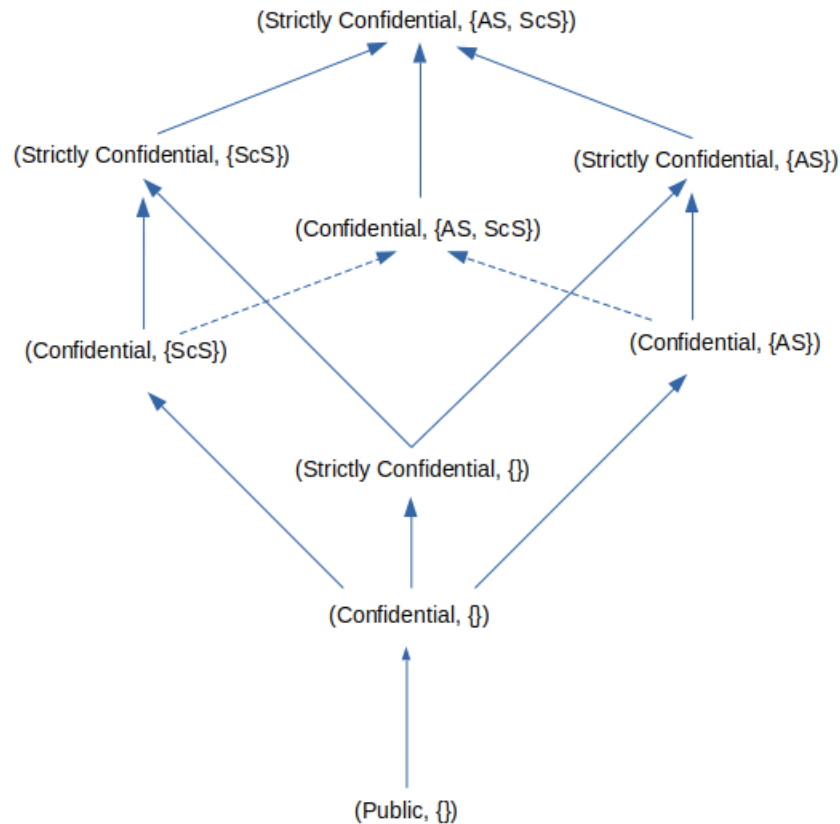 (Strictly Confidential, {AS, ScS})
(Strictly Confidential, {ScS})
(Strictly Confidential, {AS})
(Confidential, {AS, ScS})
(Confidential, {ScS})
(Confidential, {AS})
(Strictly Confidential, {})
(Confidential, {})
(Public, {})